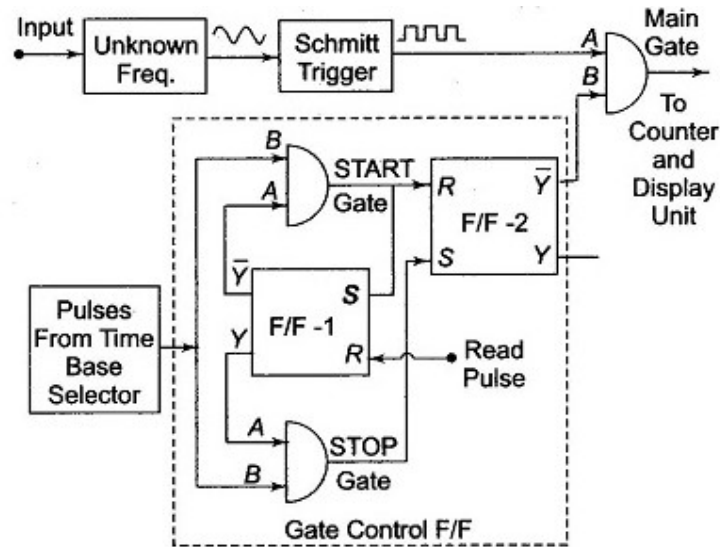 Input
Unknown
Freq.
Schmitt
Trigger
A
B
Main
Gate
To
Counter
and
Display
Unit
B
A
START
Gate
R
S
Ȳ
Y
F/F -2
Ȳ
Y
S
R
F/F -1
Pulses
From Time
Base
Selector
Read
Pulse
A
B
STOP
Gate
Gate Control F/F